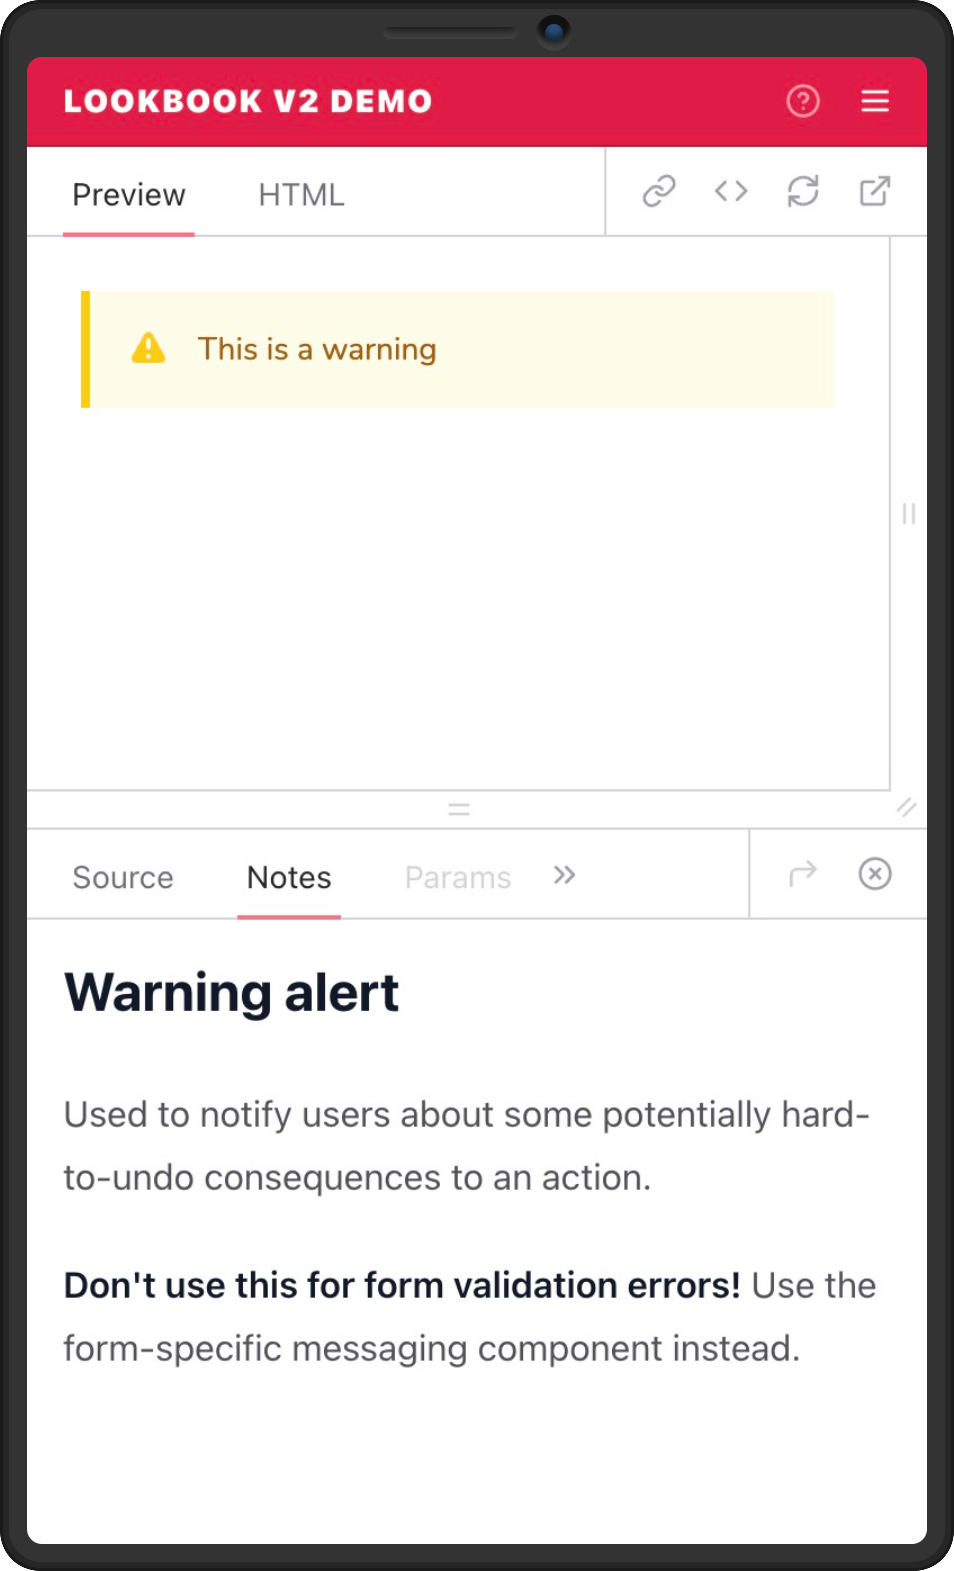 LOOKBOOK V2 DEMO
Preview HTML
This is a warning
Source Notes Params
Warning alert
Used to notify users about some potentially hard-
to-undo consequences to an action.
Don't use this for form validation errors! Use the
form-specific messaging component instead.